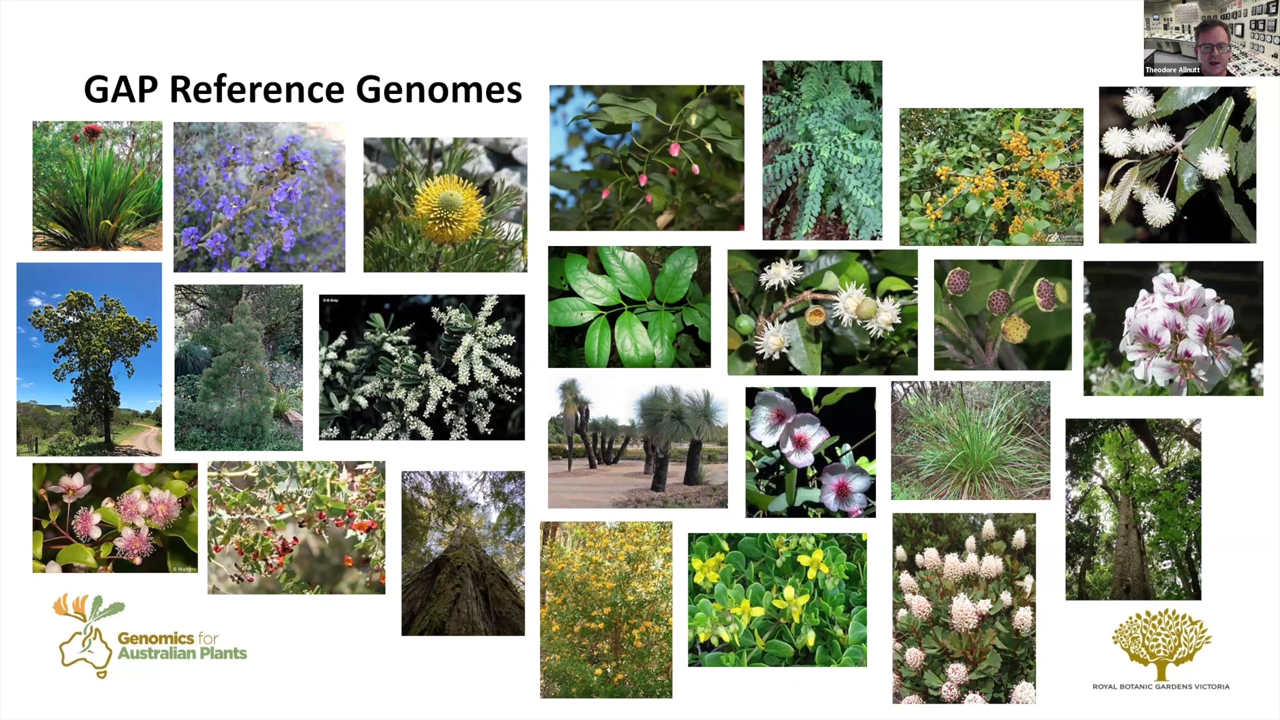 Theodore Allnutt
GAP Reference Genomes
Genomics for
Australian Plants
ROYAL BOTANIC GARDENS VICTORIA